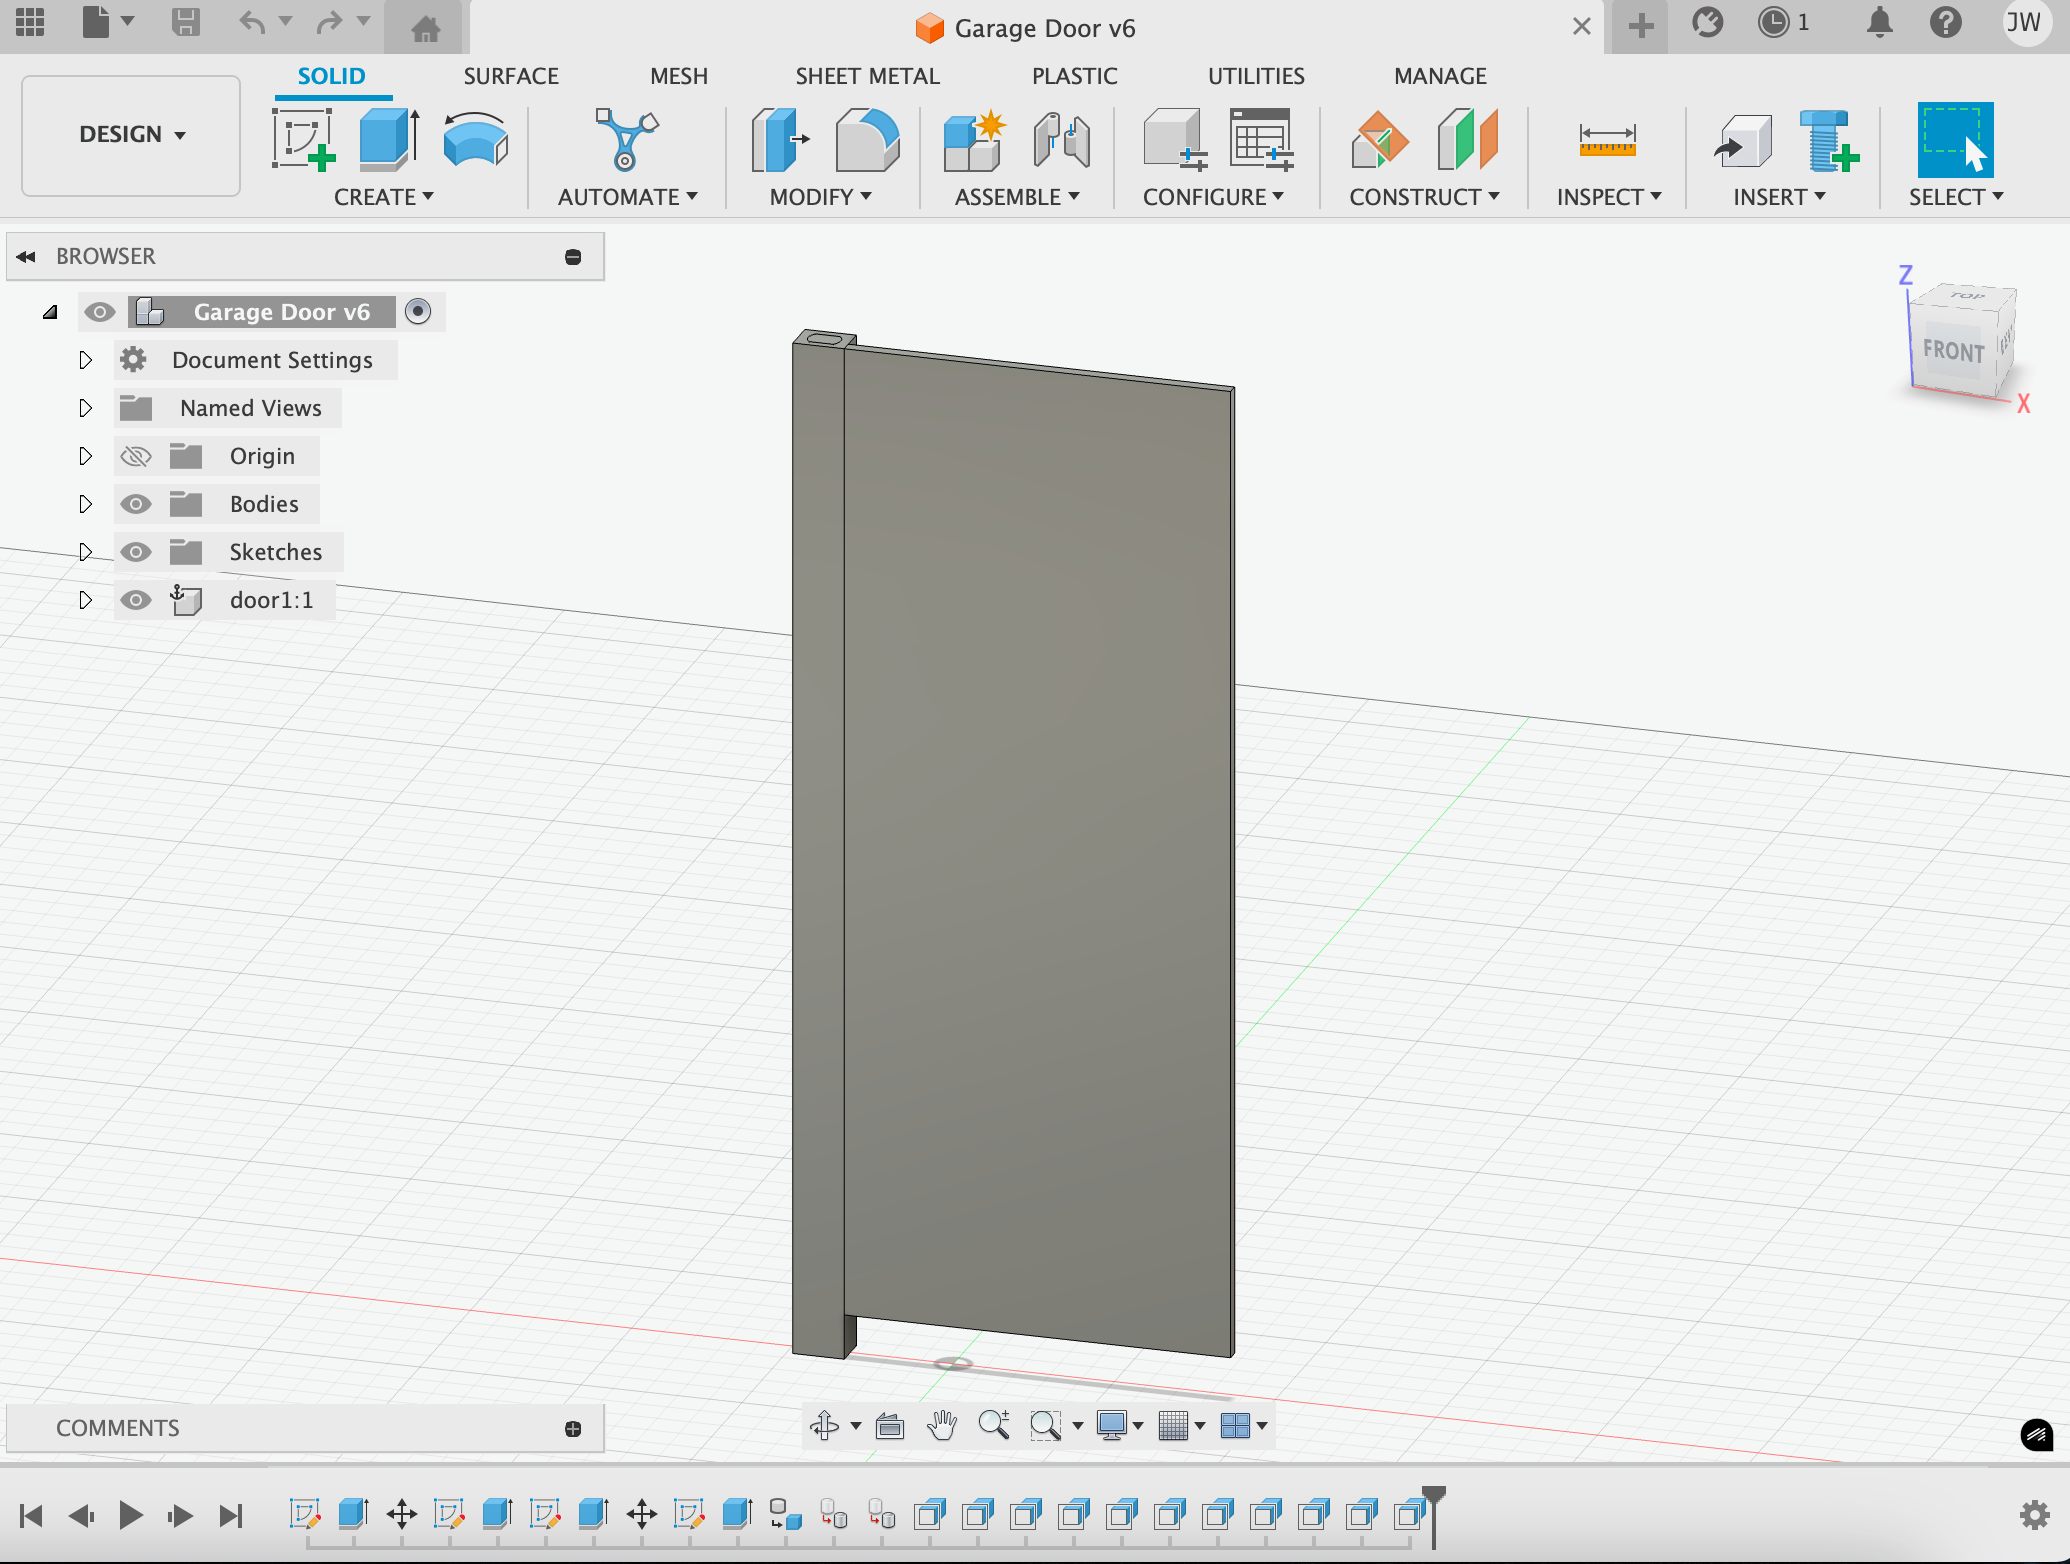 Garage Door v6
1
JW
SOLID
SURFACE
MESH
SHEET METAL
PLASTIC
UTILITIES
MANAGE
DESIGN
CREATE
AUTOMATE
MODIFY
ASSEMBLE
CONFIGURE
CONSTRUCT
INSPECT
INSERT
SELECT
BROWSER
Garage Door v6
Document Settings
Named Views
Origin
Bodies
Sketches
door1:1
Z
TOP
FRONT
X
COMMENTS